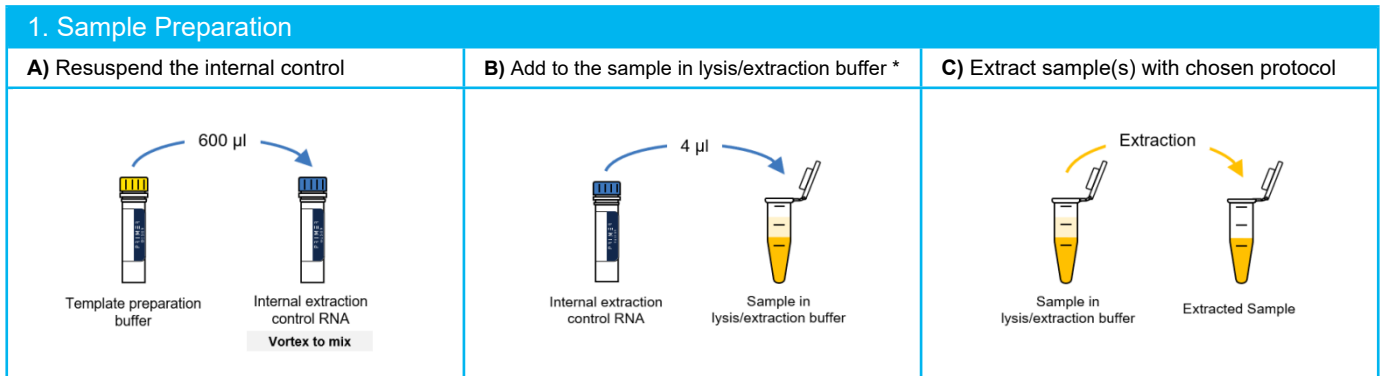 1. Sample Preparation
A) Resuspend the internal control
B) Add to the sample in lysis/extraction buffer *
C) Extract sample(s) with chosen protocol
600 µl
Template preparation
buffer
Internal extraction
control RNA
Vortex to mix
4 µl
Internal extraction
control RNA
Sample in
lysis/extraction buffer
Extraction
Sample in
lysis/extraction buffer
Extracted Sample